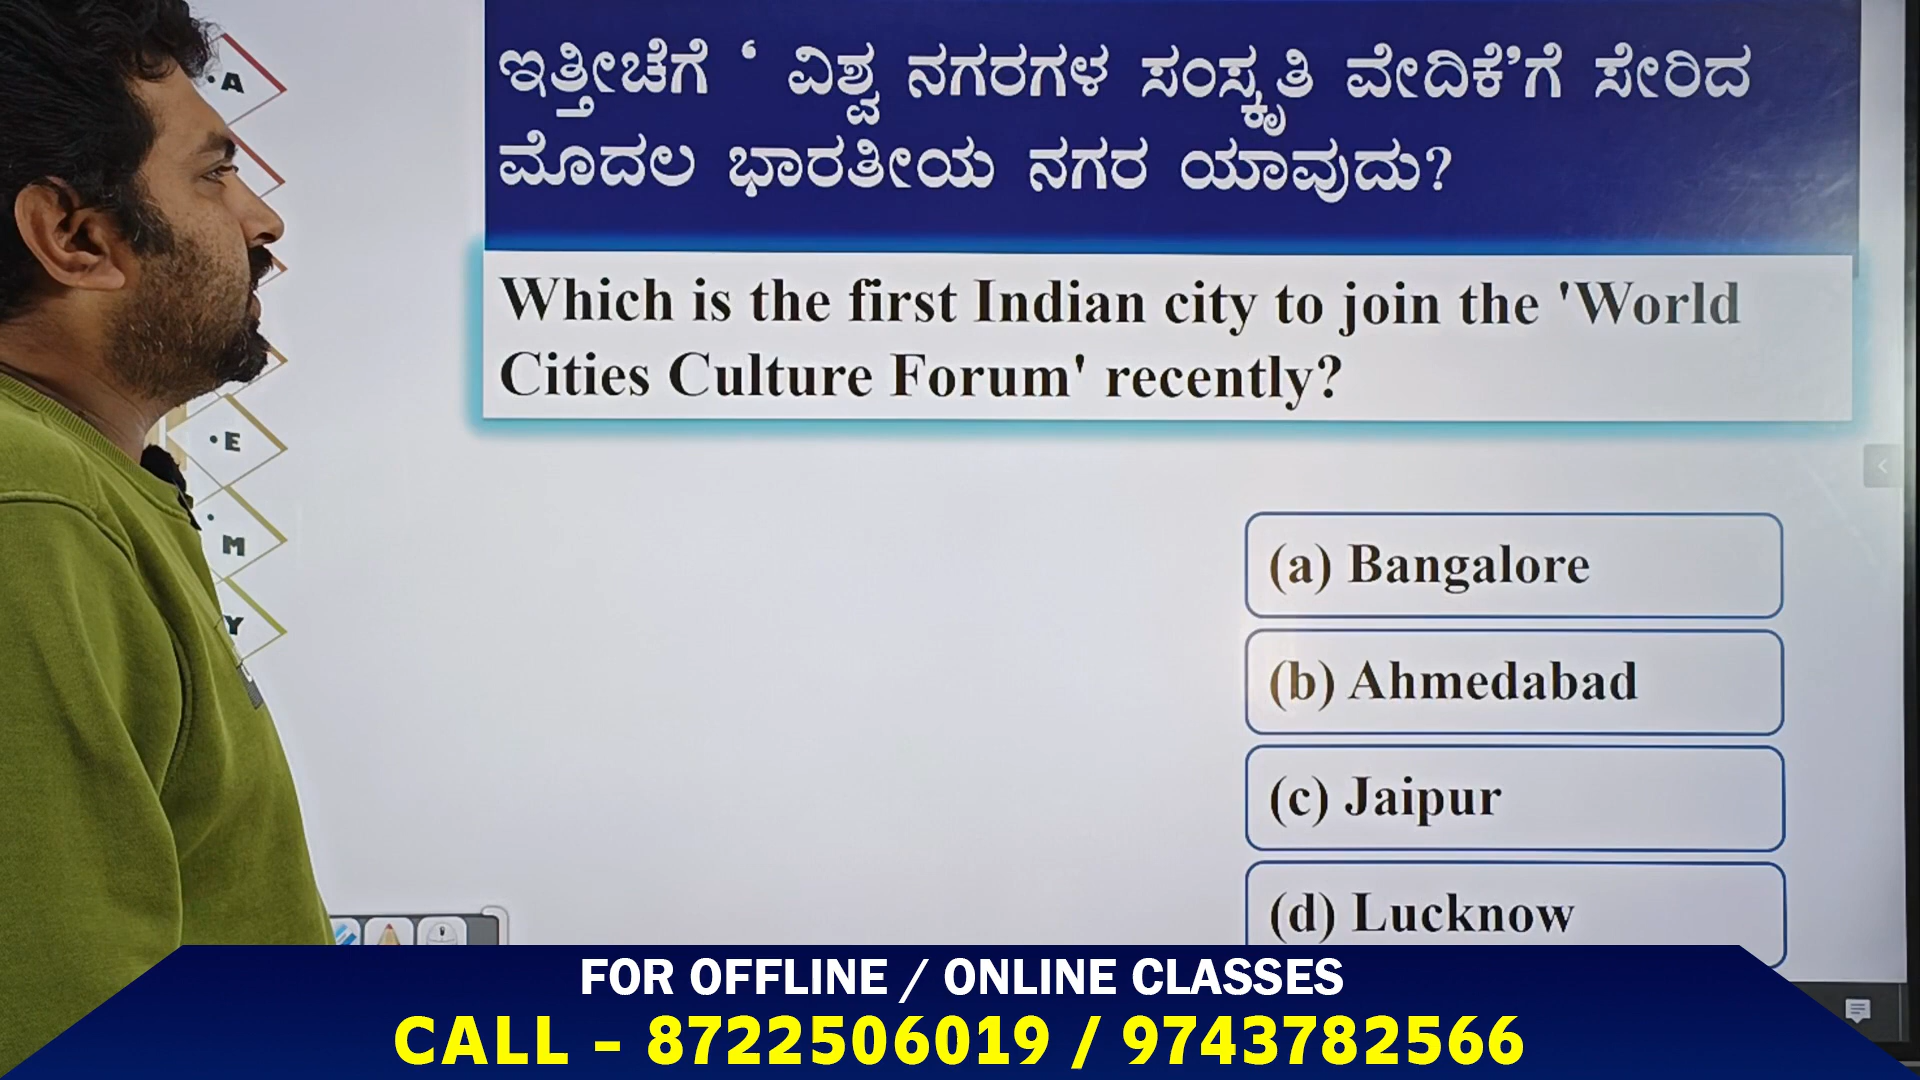 • A
ಇತ್ತೀಚೆಗೆ ‘ ವಿಶ್ವ ನಗರಗಳ ಸಂಸ್ಕೃತಿ ವೇದಿಕೆ’ಗೆ ಸೇರಿದ
ಮೊದಲ ಭಾರತೀಯ ನಗರ ಯಾವುದು?
Which is the first Indian city to join the 'World
Cities Culture Forum' recently?
• E
• M
Y
(a) Bangalore
(b) Ahmedabad
(c) Jaipur
(d) Lucknow
FOR OFFLINE / ONLINE CLASSES
CALL – 8722506019 / 9743782566